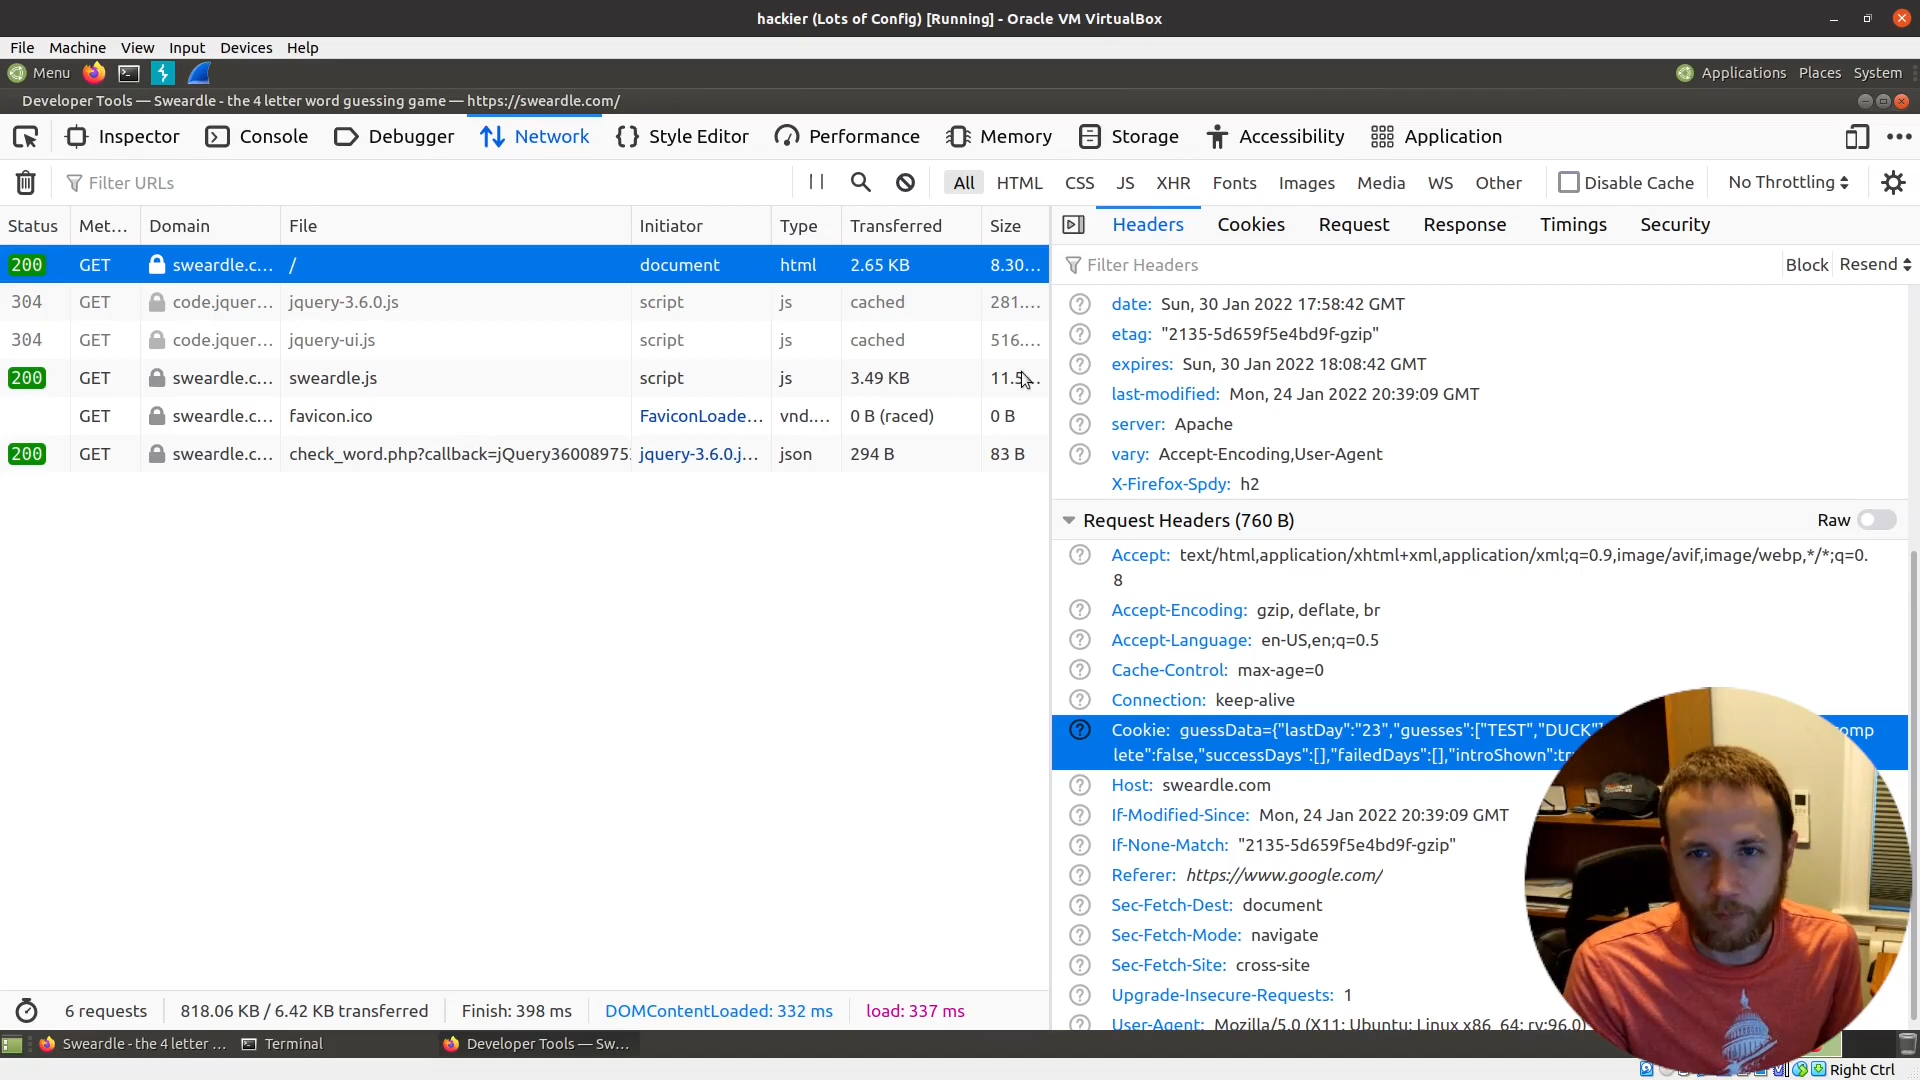 hackier (Lots of Config) [Running] - Oracle VM VirtualBox
File Machine View Input Devices Help
Menu Applications Places System
Developer Tools — Sweardle - the 4 letter word guessing game — https://sweardle.com/
Inspector Console Debugger Network Style Editor Performance Memory Storage Accessibility Application
Filter URLs All HTML CSS JS XHR Fonts Images Media WS Other Disable Cache No Throttling
Status Met... Domain File Initiator Type Transferred Size
200 GET sweardle.c... / document html 2.65 KB 8.30...
304 GET code.jquer... jquery-3.6.0.js script js cached 281....
304 GET code.jquer... jquery-ui.js script js cached 516....
200 GET sweardle.c... sweardle.js script js 3.49 KB
GET sweardle.c... favicon.ico FaviconLoade... vnd.... 0 B (raced) 0 B
200 GET sweardle.c... check_word.php?callback=jQuery36008975 jquery-3.6.0.j... json 294 B 83 B
6 requests 818.06 KB / 6.42 KB transferred Finish: 398 ms DOMContentLoaded: 332 ms load: 337 ms
Headers Cookies Request Response Timings Security
Filter Headers Block Resend
date: Sun, 30 Jan 2022 17:58:42 GMT
etag: "2135-5d659f5e4bd9f-gzip"
expires: Sun, 30 Jan 2022 18:08:42 GMT
last-modified: Mon, 24 Jan 2022 20:39:09 GMT
server: Apache
vary: Accept-Encoding,User-Agent
X-Firefox-Spdy: h2
Request Headers (760 B) Raw
Accept: text/html,application/xhtml+xml,application/xml;q=0.9,image/avif,image/webp,*/*;q=0.
8
Accept-Encoding: gzip, deflate, br
Accept-Language: en-US,en;q=0.5
Cache-Control: max-age=0
Connection: keep-alive
Cookie: guessData={"lastDay":"23","guesses":["TEST","DUCK"] omp
lete":false,"successDays":[],"failedDays":[],"introShown":tr
Host: sweardle.com
If-Modified-Since: Mon, 24 Jan 2022 20:39:09 GMT
If-None-Match: "2135-5d659f5e4bd9f-gzip"
Referer: https://www.google.com/
Sec-Fetch-Dest: document
Sec-Fetch-Mode: navigate
Sec-Fetch-Site: cross-site
Upgrade-Insecure-Requests: 1
User-Agent: Mozilla/5.0 (X11; Ubuntu; Linux x86_64; rv:96.0)
Sweardle - the 4 letter ... Terminal Developer Tools — Sw...
Right Ctrl